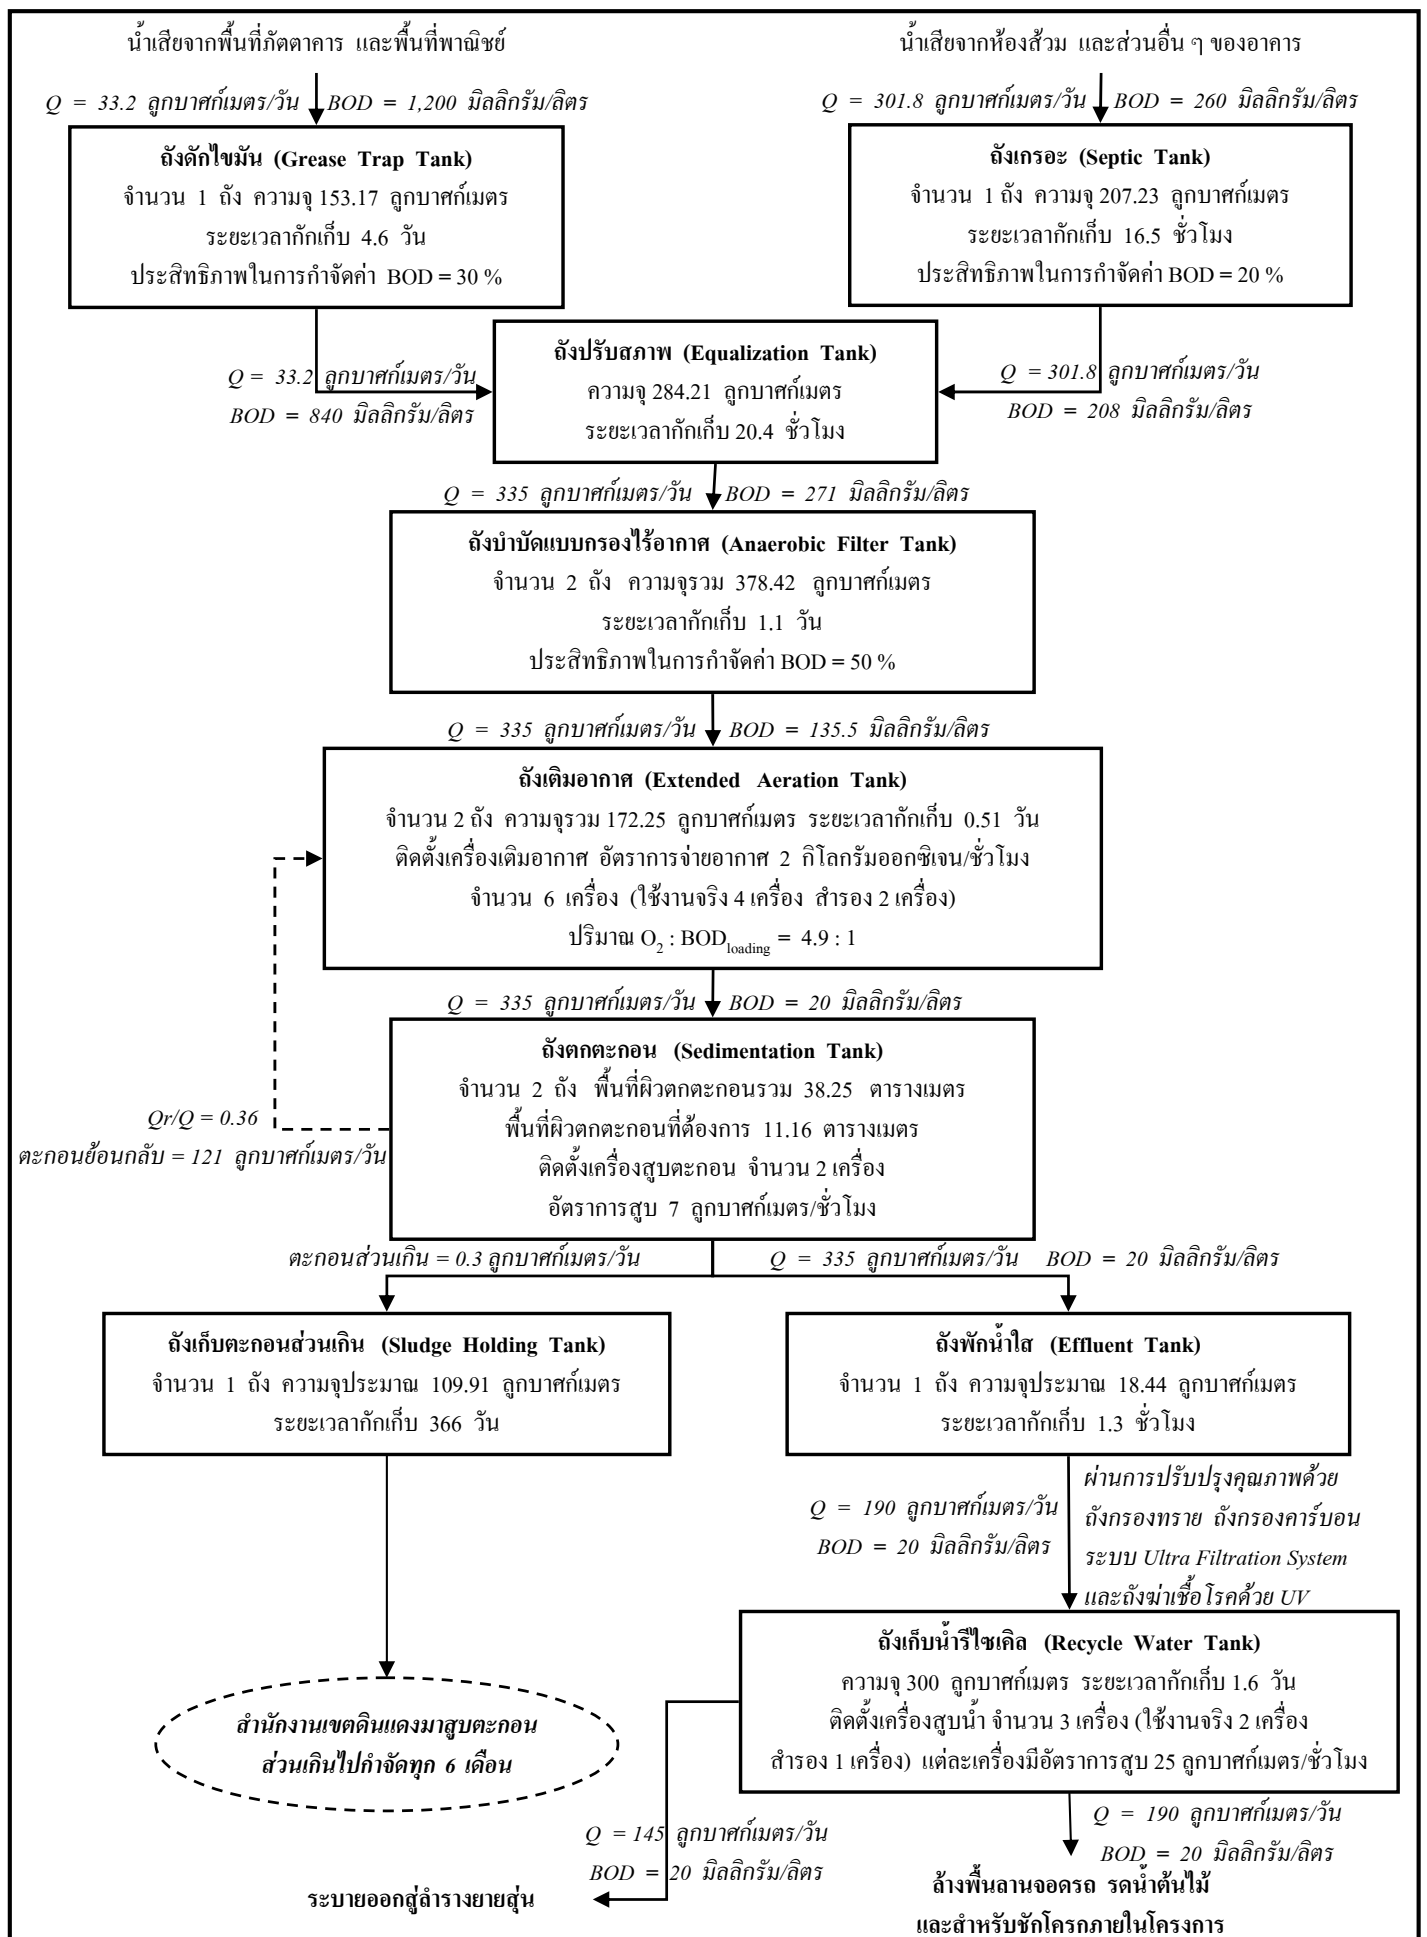 น้ำเสียจากพื้นที่ภัตตาคาร และพื้นที่พาณิชย์
น้ำเสียจากห้องส้วม และส่วนอื่น ๆ ของอาคาร
Q = 33.2 ลูกบาศก์เมตร/วัน BOD = 1,200 มิลลิกรัม/ลิตร
Q = 301.8 ลูกบาศก์เมตร/วัน BOD = 260 มิลลิกรัม/ลิตร
ถังดักไขมัน (Grease Trap Tank)
จำนวน 1 ถัง ความจุ 153.17 ลูกบาศก์เมตร
ระยะเวลากักเก็บ 4.6 วัน
ประสิทธิภาพในการกำจัดค่า BOD = 30 %
ถังเกรอะ (Septic Tank)
จำนวน 1 ถัง ความจุ 207.23 ลูกบาศก์เมตร
ระยะเวลากักเก็บ 16.5 ชั่วโมง
ประสิทธิภาพในการกำจัดค่า BOD = 20 %
Q = 33.2 ลูกบาศก์เมตร/วัน
BOD = 840 มิลลิกรัม/ลิตร
ถังปรับสภาพ (Equalization Tank)
ความจุ 284.21 ลูกบาศก์เมตร
ระยะเวลากักเก็บ 20.4 ชั่วโมง
Q = 301.8 ลูกบาศก์เมตร/วัน
BOD = 208 มิลลิกรัม/ลิตร
Q = 335 ลูกบาศก์เมตร/วัน BOD = 271 มิลลิกรัม/ลิตร
ถังบำบัดแบบกรองไร้อากาศ (Anaerobic Filter Tank)
จำนวน 2 ถัง ความจุรวม 378.42 ลูกบาศก์เมตร
ระยะเวลากักเก็บ 1.1 วัน
ประสิทธิภาพในการกำจัดค่า BOD = 50 %
Q = 335 ลูกบาศก์เมตร/วัน BOD = 135.5 มิลลิกรัม/ลิตร
ถังเติมอากาศ (Extended Aeration Tank)
จำนวน 2 ถัง ความจุรวม 172.25 ลูกบาศก์เมตร ระยะเวลากักเก็บ 0.51 วัน
ติดตั้งเครื่องเติมอากาศ อัตราการจ่ายอากาศ 2 กิโลกรัมออกซิเจน/ชั่วโมง
จำนวน 6 เครื่อง (ใช้งานจริง 4 เครื่อง สำรอง 2 เครื่อง)
ปริมาณ O2 : BODloading = 4.9 : 1
Q = 335 ลูกบาศก์เมตร/วัน BOD = 20 มิลลิกรัม/ลิตร
ถังตกตะกอน (Sedimentation Tank)
จำนวน 2 ถัง พื้นที่ผิวตกตะกอนรวม 38.25 ตารางเมตร
พื้นที่ผิวตกตะกอนที่ต้องการ 11.16 ตารางเมตร
ติดตั้งเครื่องสูบตะกอน จำนวน 2 เครื่อง
อัตราการสูบ 7 ลูกบาศก์เมตร/ชั่วโมง
Qr/Q = 0.36
ตะกอนย้อนกลับ = 121 ลูกบาศก์เมตร/วัน
ตะกอนส่วนเกิน = 0.3 ลูกบาศก์เมตร/วัน
Q = 335 ลูกบาศก์เมตร/วัน BOD = 20 มิลลิกรัม/ลิตร
ถังเก็บตะกอนส่วนเกิน (Sludge Holding Tank)
จำนวน 1 ถัง ความจุประมาณ 109.91 ลูกบาศก์เมตร
ระยะเวลากักเก็บ 366 วัน
ถังพักน้ำใส (Effluent Tank)
จำนวน 1 ถัง ความจุประมาณ 18.44 ลูกบาศก์เมตร
ระยะเวลากักเก็บ 1.3 ชั่วโมง
Q = 190 ลูกบาศก์เมตร/วัน
BOD = 20 มิลลิกรัม/ลิตร
ผ่านการปรับปรุงคุณภาพด้วย
ถังกรองทราย ถังกรองคาร์บอน
ระบบ Ultra Filtration System
และถังฆ่าเชื้อโรคด้วย UV
ถังเก็บน้ำรีไซเคิล (Recycle Water Tank)
ความจุ 300 ลูกบาศก์เมตร ระยะเวลากักเก็บ 1.6 วัน
ติดตั้งเครื่องสูบน้ำ จำนวน 3 เครื่อง (ใช้งานจริง 2 เครื่อง
สำรอง 1 เครื่อง) แต่ละเครื่องมีอัตราการสูบ 25 ลูกบาศก์เมตร/ชั่วโมง
สำนักงานเขตดินแดงมาสูบตะกอน
ส่วนเกินไปกำจัดทุก 6 เดือน
Q = 145 ลูกบาศก์เมตร/วัน
BOD = 20 มิลลิกรัม/ลิตร
Q = 190 ลูกบาศก์เมตร/วัน
BOD = 20 มิลลิกรัม/ลิตร
ระบายออกสู่ลำรางยายสุ่น
ล้างพื้นลานจอดรถ รดน้ำต้นไม้
และสำหรับชักโครกภายในโครงการ